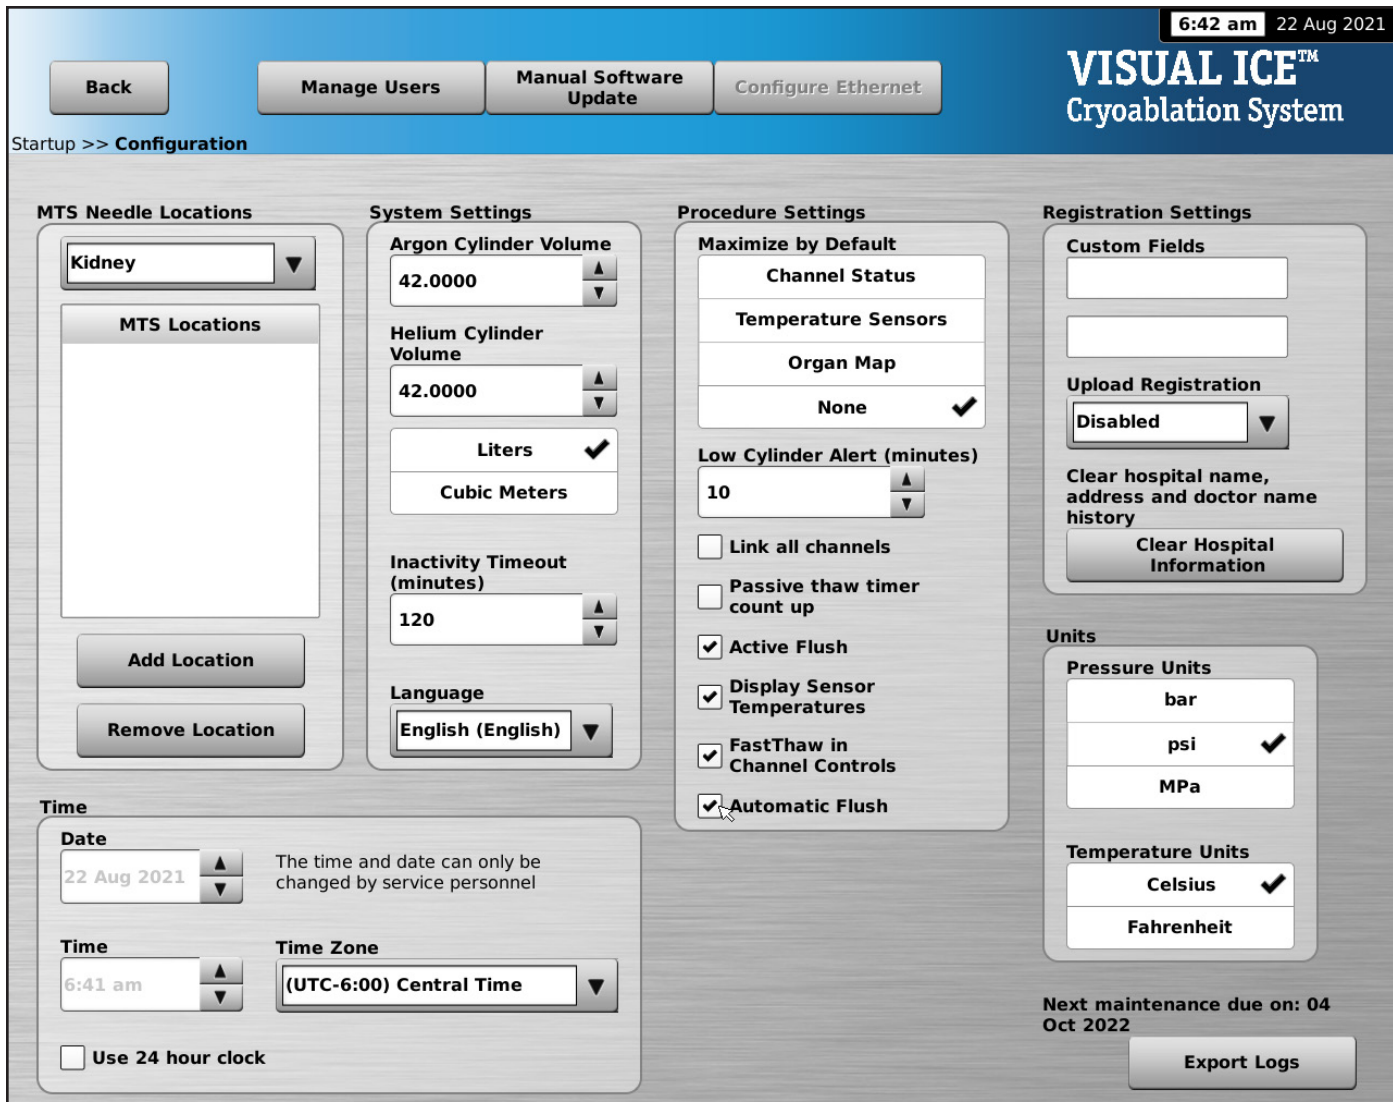 6:42 am 22 Aug 2021
VISUAL ICE™
Cryoablation System
Back
Manage Users
Manual Software
Update
Configure Ethernet
Startup >> Configuration
MTS Needle Locations
Kidney
MTS Locations
Add Location
Remove Location
System Settings
Argon Cylinder Volume
42.0000
Helium Cylinder
Volume
42.0000
Liters
Cubic Meters
Inactivity Timeout
(minutes)
120
Language
English (English)
Procedure Settings
Maximize by Default
Channel Status
Temperature Sensors
Organ Map
None
Low Cylinder Alert (minutes)
10
Link all channels
Passive thaw timer
count up
Active Flush
Display Sensor
Temperatures
FastThaw in
Channel Controls
Automatic Flush
Registration Settings
Custom Fields
Upload Registration
Disabled
Clear hospital name,
address and doctor name
history
Clear Hospital
Information
Units
Pressure Units
bar
psi
MPa
Temperature Units
Celsius
Fahrenheit
Time
Date
22 Aug 2021
The time and date can only be
changed by service personnel
Time
6:41 am
Time Zone
(UTC-6:00) Central Time
Use 24 hour clock
Next maintenance due on: 04
Oct 2022
Export Logs